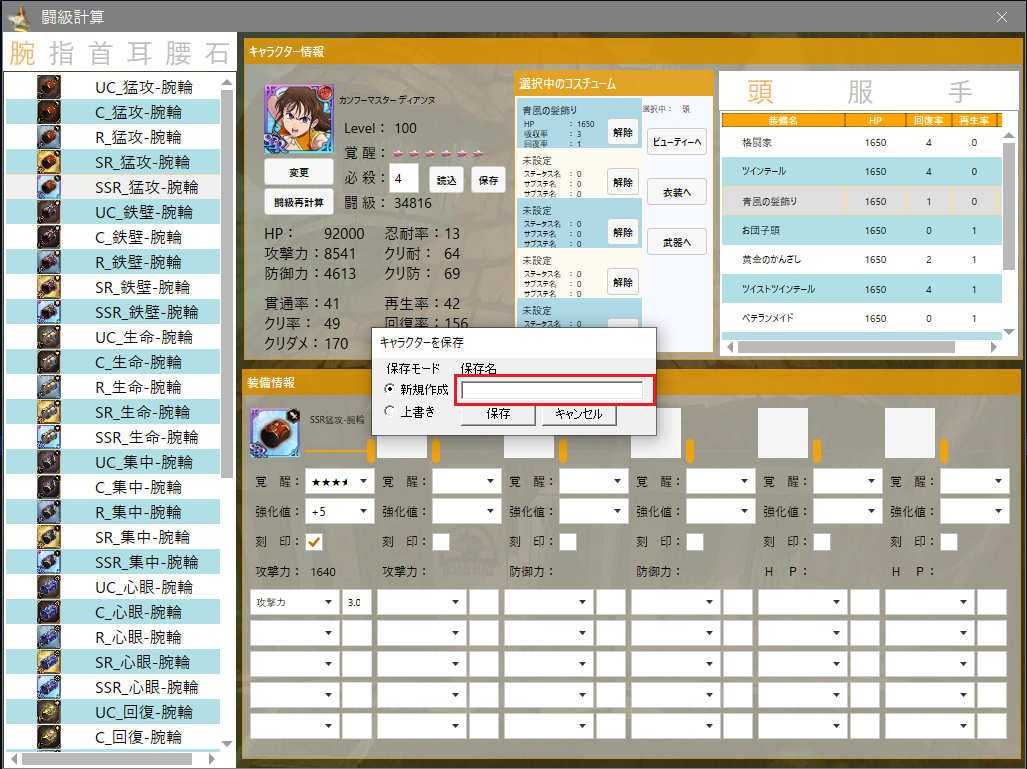 闘級計算
腕 指 首 耳 腰 石
UC_猛攻-腕輪
C_猛攻-腕輪
R_猛攻-腕輪
SR_猛攻-腕輪
SSR_猛攻-腕輪
UC_鉄壁-腕輪
C_鉄壁-腕輪
R_鉄壁-腕輪
SR_鉄壁-腕輪
SSR_鉄壁-腕輪
UC_生命-腕輪
C_生命-腕輪
R_生命-腕輪
SR_生命-腕輪
SSR_生命-腕輪
UC_集中-腕輪
C_集中-腕輪
R_集中-腕輪
SR_集中-腕輪
SSR_集中-腕輪
UC_心眼-腕輪
C_心眼-腕輪
R_心眼-腕輪
SR_心眼-腕輪
SSR_心眼-腕輪
UC_回復-腕輪
C_回復-腕輪
キャラクター情報
カンフーマスター ディアンヌ
Level： 100
覚 醒：
必 殺： 4 読込 保存
闘 級： 34816
変更
闘級再計算
HP： 92000 忍耐率：13
攻撃力：8541 クリ耐： 64
防御力：4613 クリ防： 69
貫通率：41 再生率：42
クリ率： 49 回復率：156
クリダメ：170
選択中のコスチューム
青風の髪飾り
HP ：1650
吸収率 ：3
回復率 ：1
解除
未設定
ステータス名 ：0
サブステ名 ：0
サブステ名 ：0
解除
未設定
ステータス名 ：0
サブステ名 ：0
サブステ名 ：0
解除
未設定
ステータス名 ：0
サブステ名 ：0
サブステ名 ：0
解除
未設定
ステータス名 ：0
選択中： 頭
ビューティーへ
衣装へ
武器へ
頭 服 手
装備名 HP 回復率 再生率
格闘家 1650 4 0
ツインテール 1650 4 0
青風の髪飾り 1650 1 0
お団子頭 1650 0 1
黄金のかんざし 1650 2 1
ツイストツインテール 1650 4 1
ベテランメイド 1650 0 1
キャラクターを保存
保存モード 保存名
新規作成
上書き
保存 キャンセル
装備情報
SSR猛攻-腕輪
覚 醒： ★★★ 覚 醒： 覚 醒： 覚 醒： 覚 醒： 覚 醒：
強化値： +5 強化値： 強化値： 強化値： 強化値： 強化値：
刻 印： 刻 印： 刻 印： 刻 印： 刻 印： 刻 印：
攻撃力： 1640 攻撃力： 防御力： 防御力： H P： H P：
攻撃力 3.0